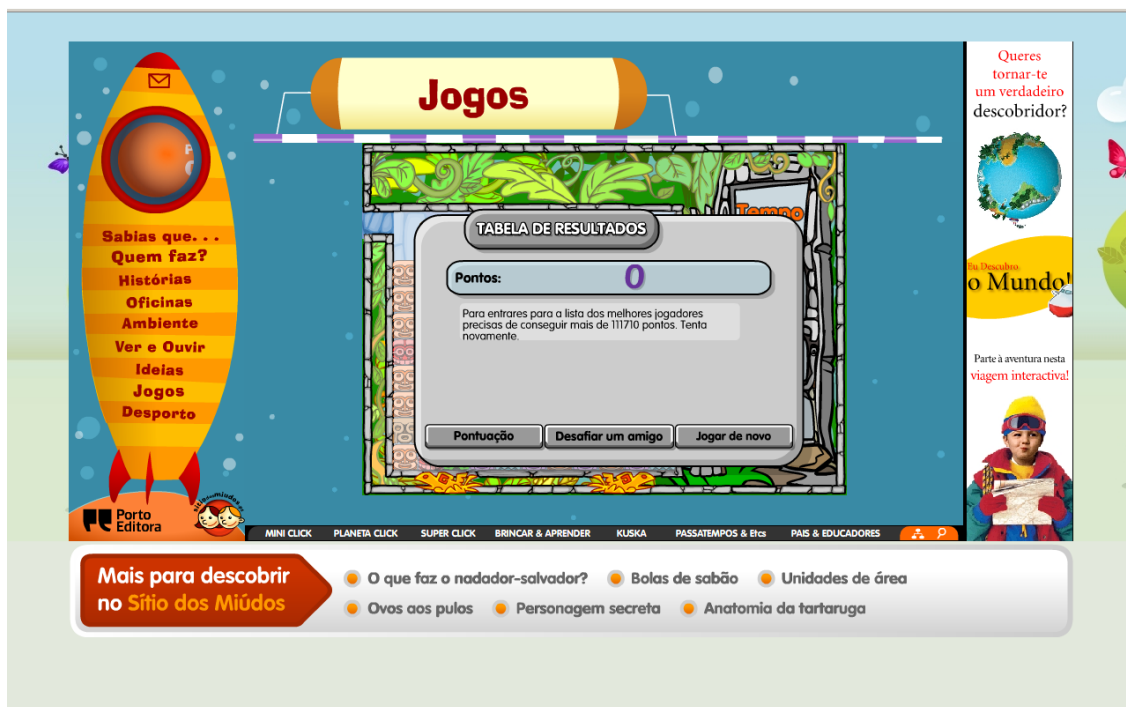 Jogos
Sabias que. . .
Quem faz?
Histórias
Oficinas
Ambiente
Ver e Ouvir
Ideias
Jogos
Desporto
Porto
Editora
Tempo
TABELA DE RESULTADOS
Pontos: 0
Para entrares para a lista dos melhores jogadores
precisas de conseguir mais de 111710 pontos. Tenta
novamente.
Pontuação Desafiar um amigo Jogar de novo
Queres
tornar-te
um verdadeiro
descobridor?
Eu Descubro
o Mundo!
Parte à aventura nesta
viagem interactiva!
MINI CLICK PLANETA CLICK SUPER CLICK BRINCAR & APRENDER KUSKA PASSATEMPOS & Etcs PAIS & EDUCADORES
Mais para descobrir
no Sítio dos Miúdos
O que faz o nadador-salvador? Bolas de sabão Unidades de área
Ovos aos pulos Personagem secreta Anatomia da tartaruga